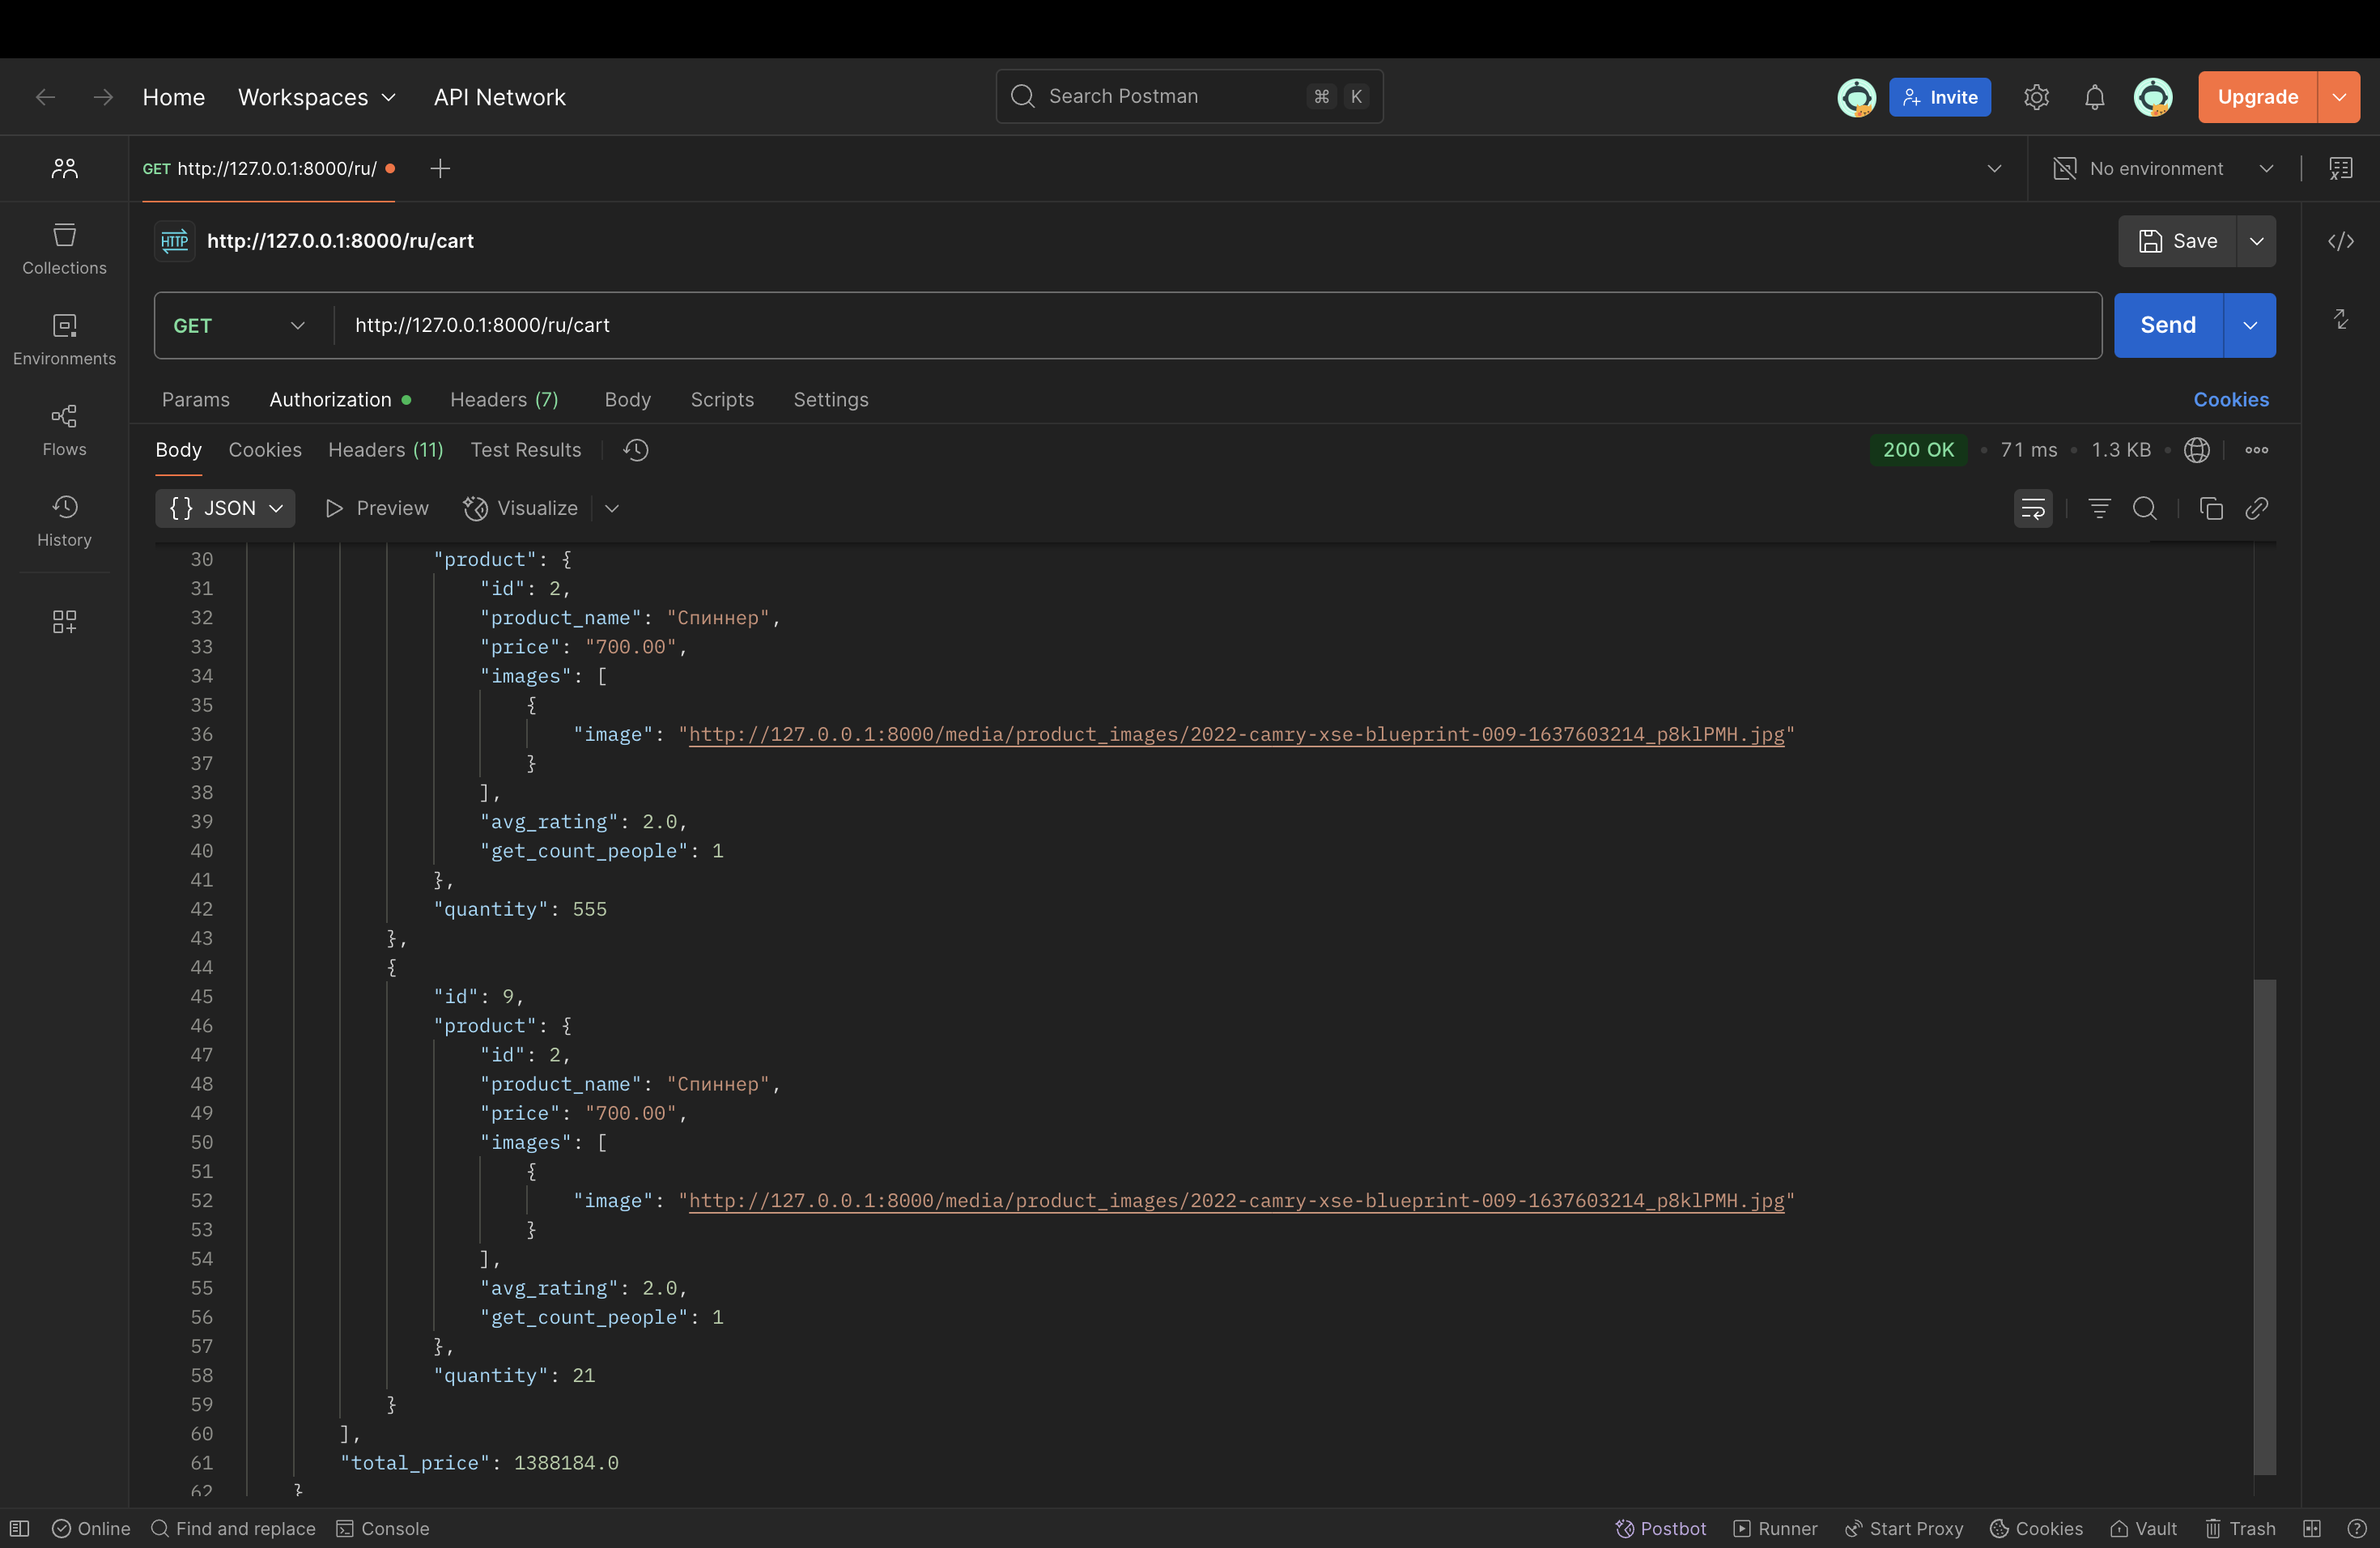 Home Workspaces API Network Search Postman ⌘ K Invite Upgrade
GET http://127.0.0.1:8000/ru/ No environment
HTTP http://127.0.0.1:8000/ru/cart Save
GET http://127.0.0.1:8000/ru/cart Send
Params Authorization Headers (7) Body Scripts Settings Cookies
Collections
Environments
Flows
History
Body Cookies Headers (11) Test Results 200 OK • 71 ms • 1.3 KB •
{ } JSON Preview Visualize
30 "product": {
31 "id": 2,
32 "product_name": "Спиннер",
33 "price": "700.00",
34 "images": [
35 {
36 "image": "http://127.0.0.1:8000/media/product_images/2022-camry-xse-blueprint-009-1637603214_p8klPMH.jpg"
37 }
38 ],
39 "avg_rating": 2.0,
40 "get_count_people": 1
41 },
42 "quantity": 555
43 },
44 {
45 "id": 9,
46 "product": {
47 "id": 2,
48 "product_name": "Спиннер",
49 "price": "700.00",
50 "images": [
51 {
52 "image": "http://127.0.0.1:8000/media/product_images/2022-camry-xse-blueprint-009-1637603214_p8klPMH.jpg"
53 }
54 ],
55 "avg_rating": 2.0,
56 "get_count_people": 1
57 },
58 "quantity": 21
59 }
60 ],
61 "total_price": 1388184.0
62 }
Online Find and replace Console Postbot Runner Start Proxy Cookies Vault Trash